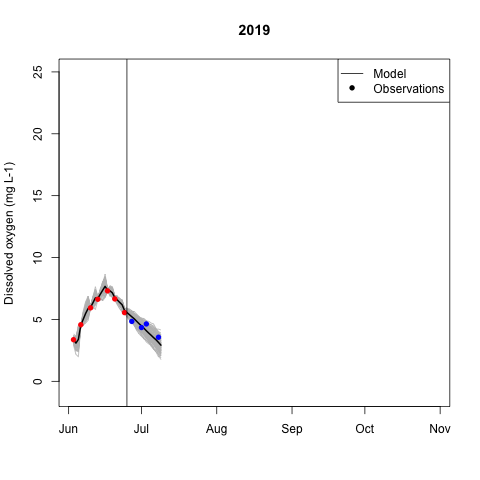 2019
Model
Observations
Dissolved oxygen (mg L-1)
25
20
15
10
5
0
Jun Jul Aug Sep Oct Nov